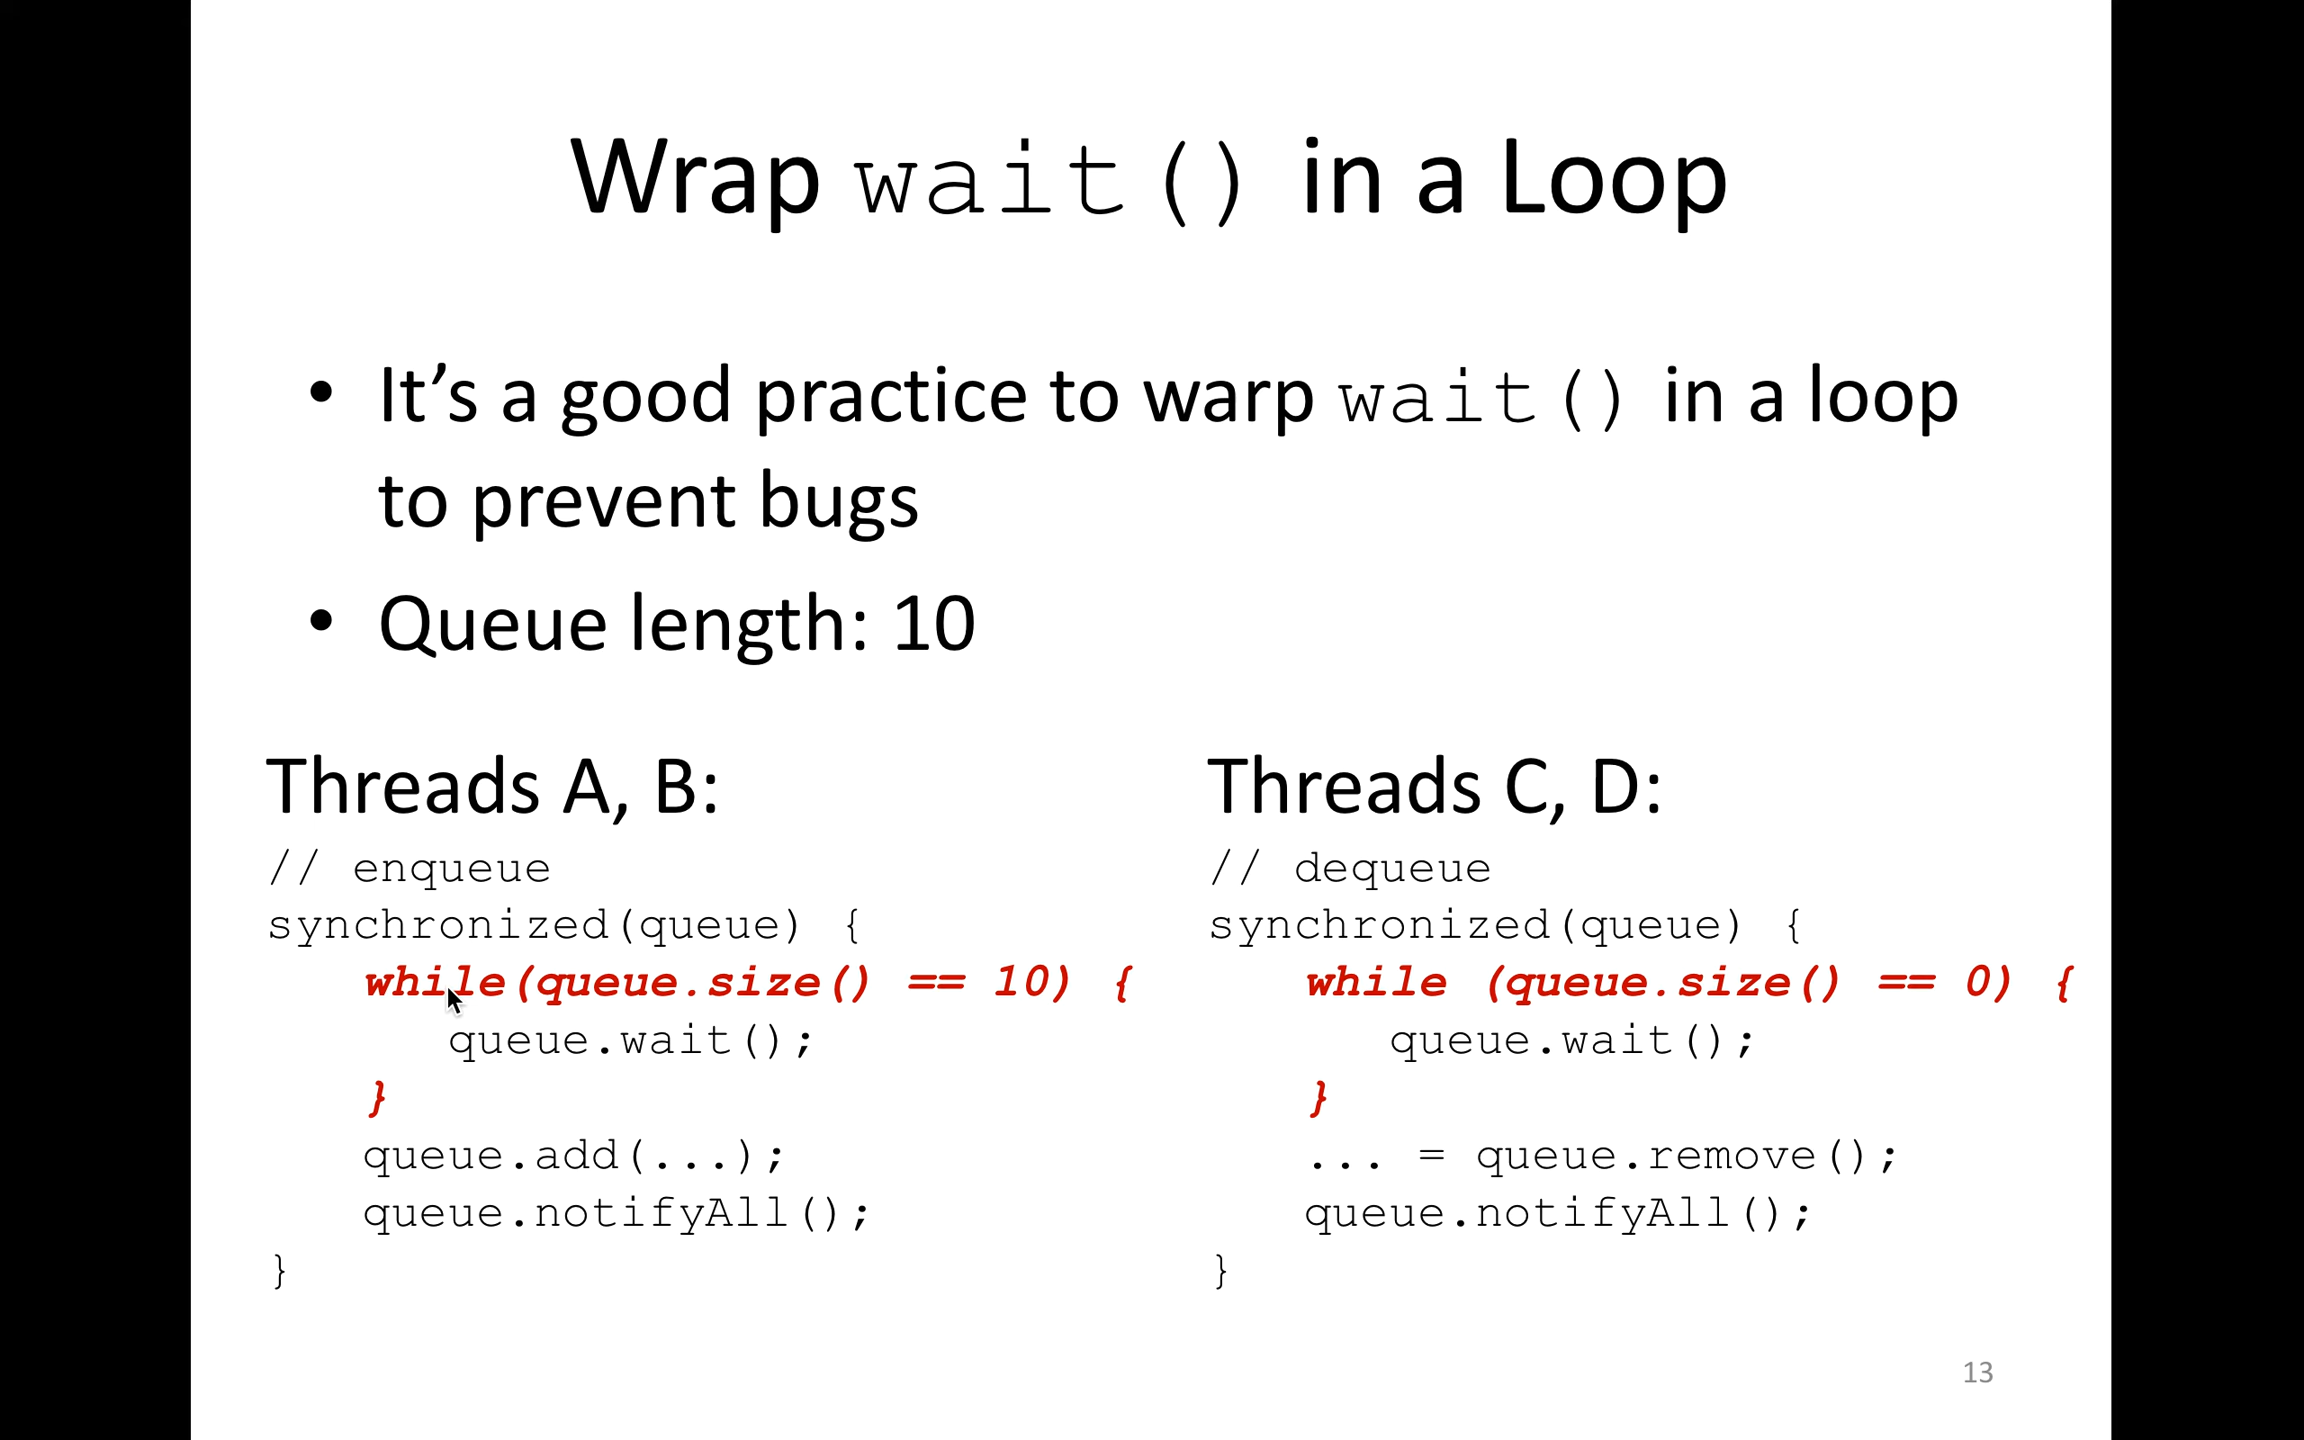 Wrap wait() in a Loop
• It’s a good practice to warp wait() in a loop
to prevent bugs
• Queue length: 10
Threads A, B:
// enqueue
synchronized(queue) {
while(queue.size() == 10) {
queue.wait();
}
queue.add(...);
queue.notifyAll();
}
Threads C, D:
// dequeue
synchronized(queue) {
while (queue.size() == 0) {
queue.wait();
}
... = queue.remove();
queue.notifyAll();
}
13